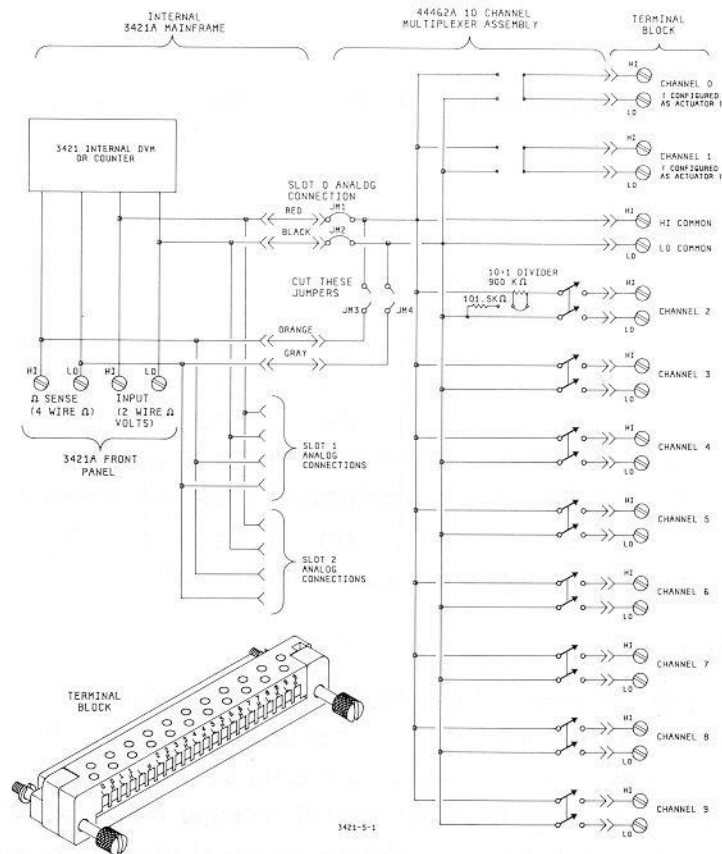 INTERNAL
3421A MAINFRAME
44462A 10 CHANNEL
MULTIPLEXER ASSEMBLY
TERMINAL
BLOCK
3421 INTERNAL DVM
OR COUNTER
SLOT 0 ANALOG
CONNECTION
RED
JM1
BLACK
JM2
CUT THESE
JUMPERS
JM3
JM4
ORANGE
GRAY
HI
LO
HI
LO
Ω SENSE
(4 WIRE Ω)
INPUT
(2 WIRE Ω
VOLTS)
3421A FRONT
PANEL
SLOT 1
ANALOG
CONNECTIONS
SLOT 2
ANALOG
CONNECTIONS
10:1 DIVIDER
900 KΩ
101.5KΩ
HI
CHANNEL 0
( CONFIGURED
AS ACTUATOR )
LO
HI
CHANNEL 1
( CONFIGURED
AS ACTUATOR )
LO
HI
HI COMMON
LO COMMON
LO
HI
CHANNEL 2
LO
HI
CHANNEL 3
LO
HI
CHANNEL 4
LO
HI
CHANNEL 5
LO
HI
CHANNEL 6
LO
HI
CHANNEL 7
LO
HI
CHANNEL 8
LO
HI
CHANNEL 9
LO
TERMINAL
BLOCK
3421-5-1